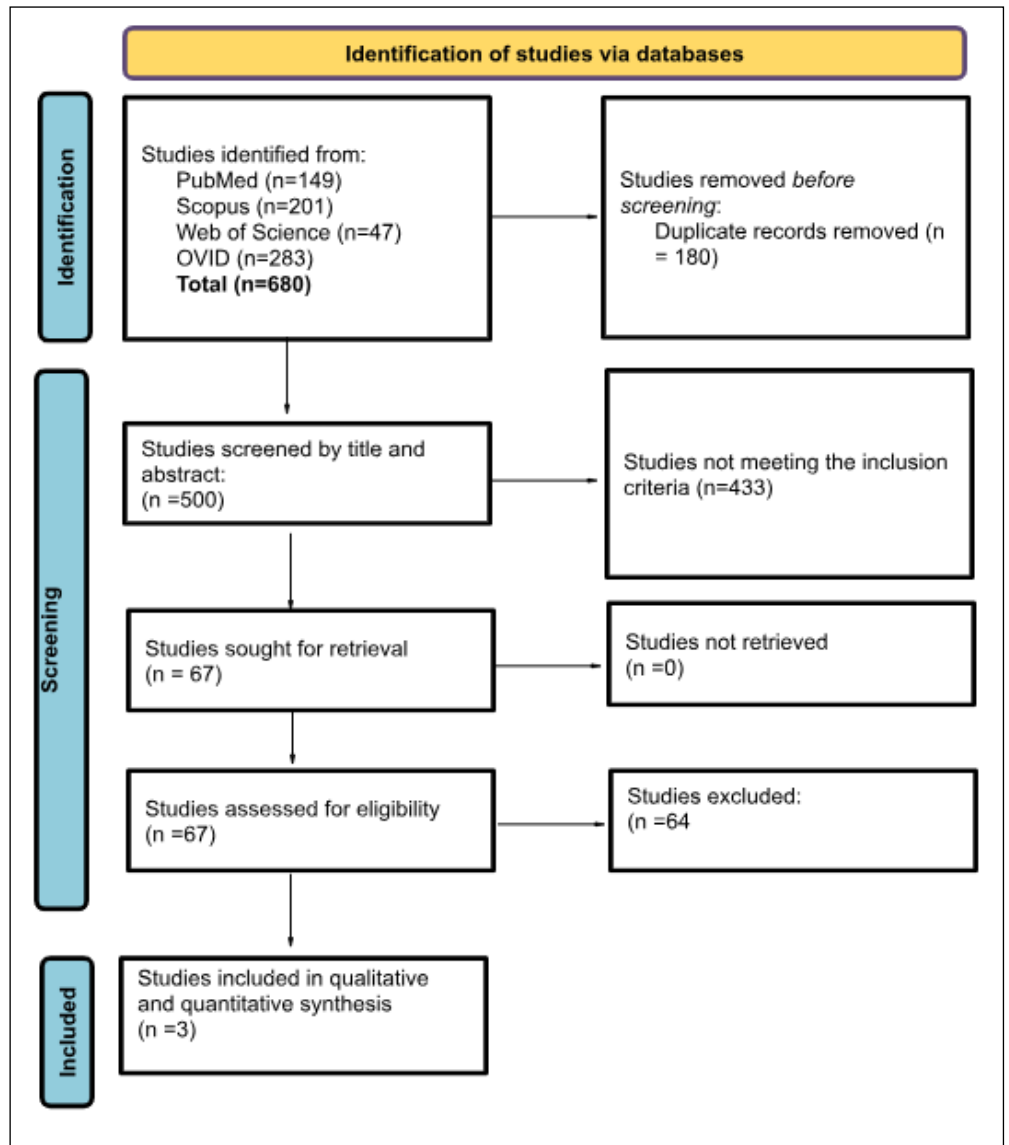 Identification of studies via databases
Identification
Studies identified from:
PubMed (n=149)
Scopus (n=201)
Web of Science (n=47)
OVID (n=283)
Total (n=680)
Studies removed before
screening:
Duplicate records removed (n
= 180)
Screening
Studies screened by title and
abstract:
(n =500)
Studies not meeting the inclusion
criteria (n=433)
Studies sought for retrieval
(n = 67)
Studies not retrieved
(n =0)
Studies assessed for eligibility
(n =67)
Studies excluded:
(n =64
Included
Studies included in qualitative
and quantitative synthesis
(n =3)